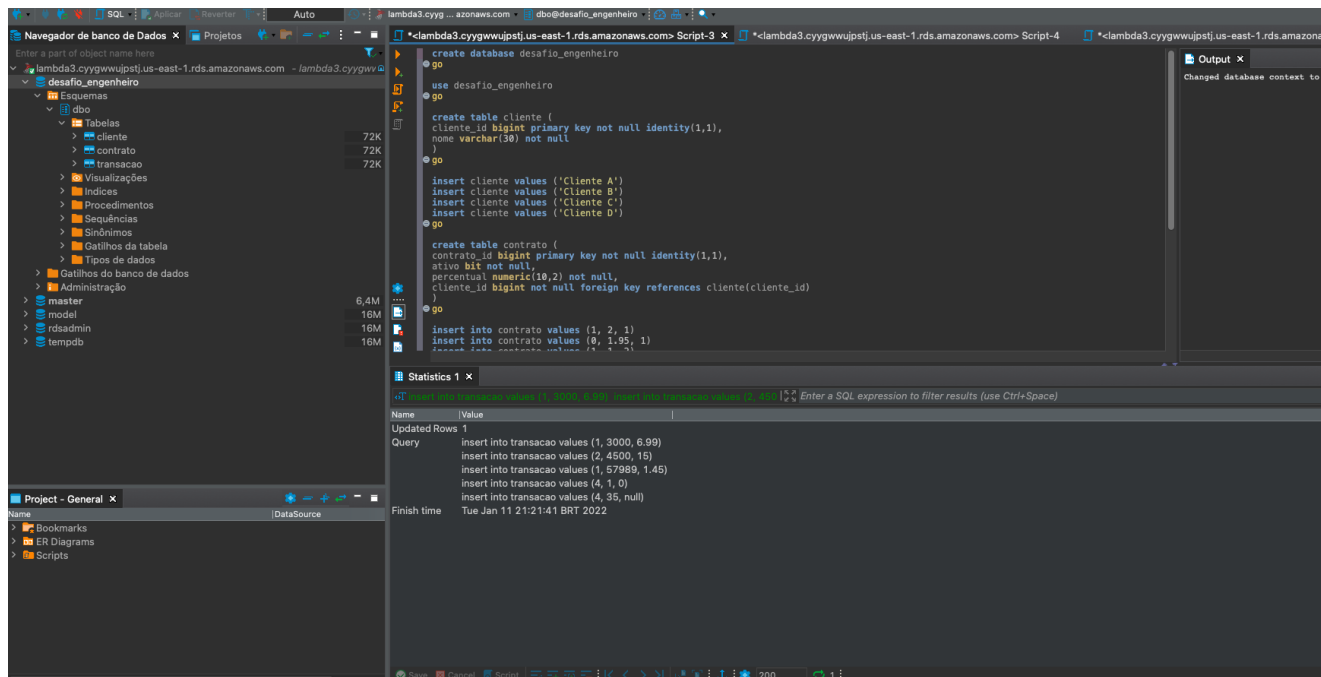 SQL Aplicar Reverter Auto lambda3.cyyg ... azonaws.com dbo@desafio_engenheiro
Navegador de banco de Dados Projetos
Enter a part of object name here
lambda3.cyygwwujpstj.us-east-1.rds.amazonaws.com - lambda3.cyygwv
desafio_engenheiro
Esquemas
dbo
Tabelas
cliente 72K
contrato 72K
transacao 72K
Visualizações
Indices
Procedimentos
Sequências
Sinônimos
Gatilhos da tabela
Tipos de dados
Gatilhos do banco de dados
Administração
master 6,4M
model 16M
rdsadmin 16M
tempdb 16M
Project - General
Name DataSource
Bookmarks
ER Diagrams
Scripts
*<lambda3.cyygwwujpstj.us-east-1.rds.amazonaws.com> Script-3 *<lambda3.cyygwwujpstj.us-east-1.rds.amazonaws.com> Script-4 *<lambda3.cyygwwujpstj.us-east-1.rds.amazona
create database desafio_engenheiro
go
use desafio_engenheiro
go
create table cliente (
cliente_id bigint primary key not null identity(1,1),
nome varchar(30) not null
)
go
insert cliente values ('Cliente A')
insert cliente values ('Cliente B')
insert cliente values ('Cliente C')
insert cliente values ('Cliente D')
go
create table contrato (
contrato_id bigint primary key not null identity(1,1),
ativo bit not null,
percentual numeric(10,2) not null,
cliente_id bigint not null foreign key references cliente(cliente_id)
)
go
insert into contrato values (1, 2, 1)
insert into contrato values (0, 1.95, 1)
insert into contrato values (1, 1, 2)
Output
Changed database context to
Statistics 1
insert into transacao values (1, 3000, 6.99) insert into transacao values (2, 450 Enter a SQL expression to filter results (use Ctrl+Space)
Name Value
Updated Rows 1
Query insert into transacao values (1, 3000, 6.99)
insert into transacao values (2, 4500, 15)
insert into transacao values (1, 57989, 1.45)
insert into transacao values (4, 1, 0)
insert into transacao values (4, 35, null)
Finish time Tue Jan 11 21:21:41 BRT 2022
Save Cancel Script 200 1